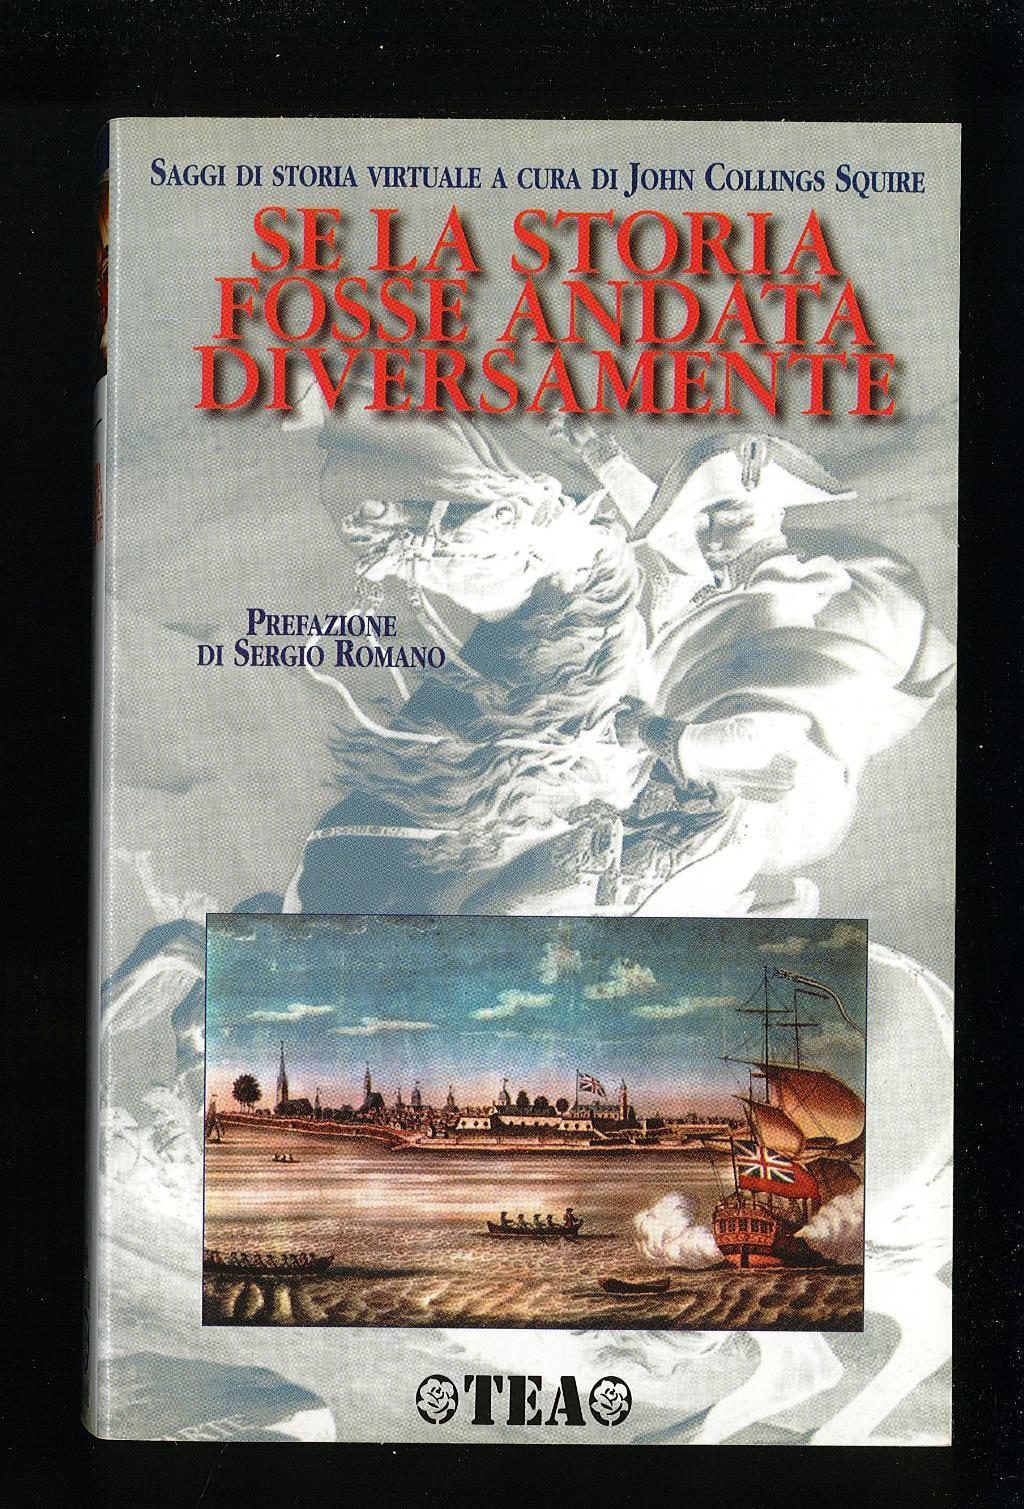 SAGGI DI STORIA VIRTUALE A CURA DI JOHN COLLINGS SQUIRE
SE LA STORIA
FOSSE ANDATA
DIVERSAMENTE
PREFAZIONE
DI SERGIO ROMANO
TEA